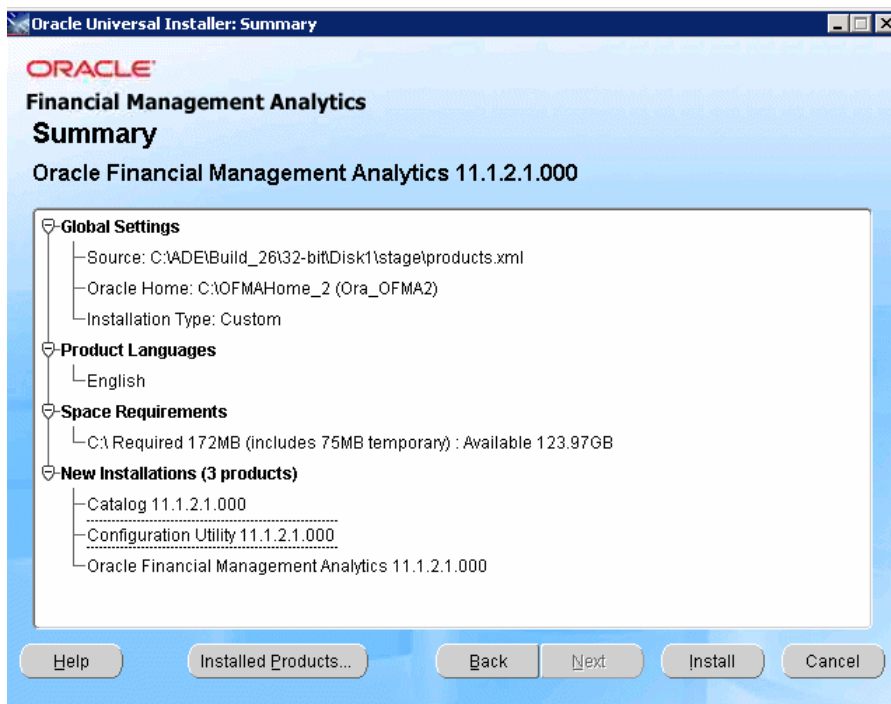 Oracle Universal Installer: Summary
ORACLE
Financial Management Analytics
Summary
Oracle Financial Management Analytics 11.1.2.1.000
Global Settings
Source: C:\ADE\Build_26\32-bit\Disk1\stage\products.xml
Oracle Home: C:\OFMAHome_2 (Ora_OFMA2)
Installation Type: Custom
Product Languages
English
Space Requirements
C:\ Required 172MB (includes 75MB temporary) : Available 123.97GB
New Installations (3 products)
Catalog 11.1.2.1.000
Configuration Utility 11.1.2.1.000
Oracle Financial Management Analytics 11.1.2.1.000
Help Installed Products... Back Next Install Cancel